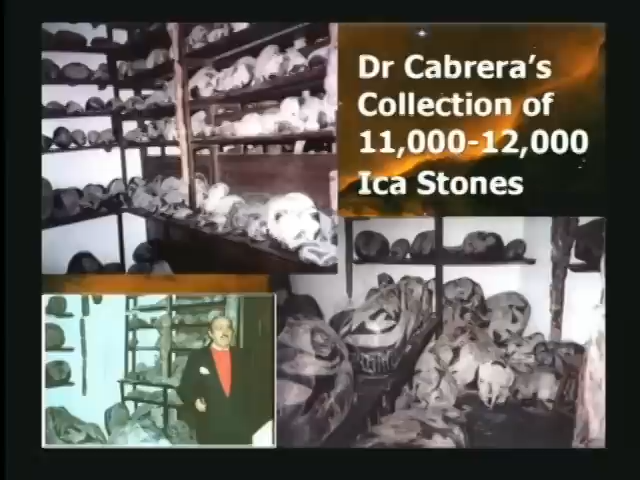 Dr Cabrera's
Collection of
11,000-12,000
Ica Stones